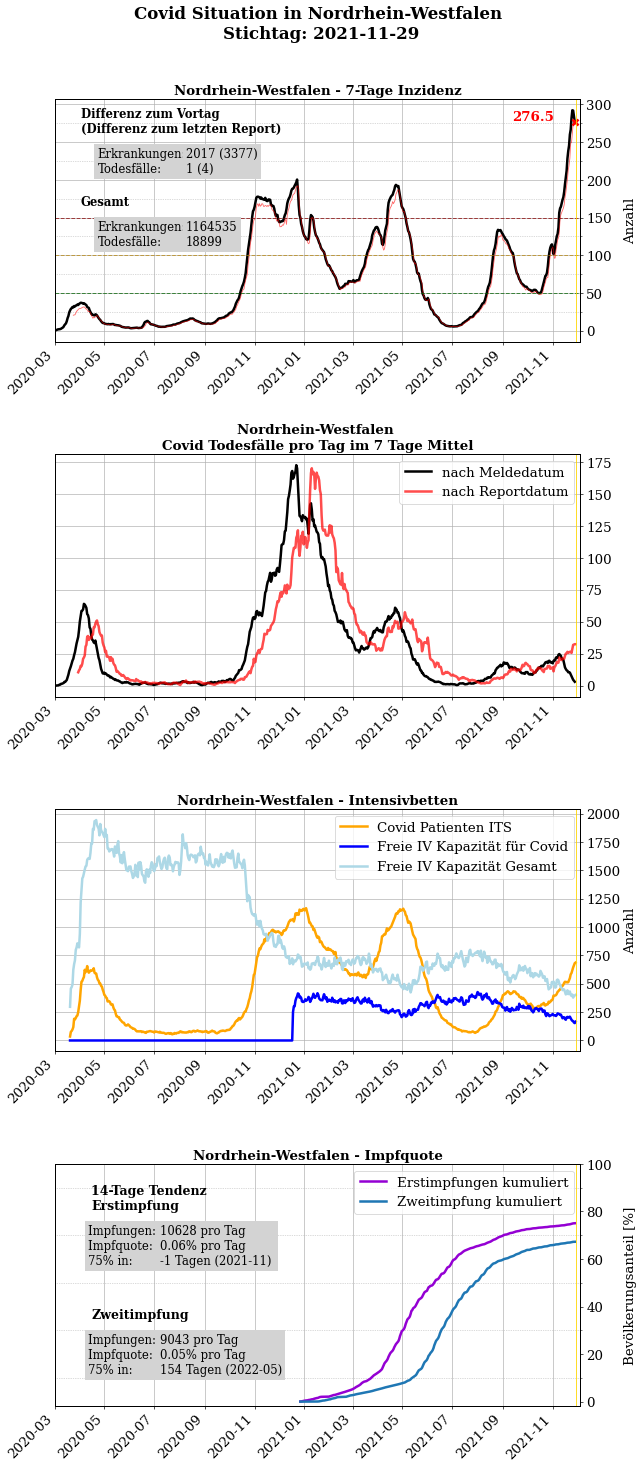 Covid Situation in Nordrhein-Westfalen
Stichtag: 2021-11-29
Nordrhein-Westfalen - 7-Tage Inzidenz
Differenz zum Vortag
(Differenz zum letzten Report)
Erkrankungen 2017 (3377)
Todesfälle: 1 (4)
Gesamt
Erkrankungen 1164535
Todesfälle: 18899
276.5
300
250
200
150
100
50
0
Anzahl
2020-03
2020-05
2020-07
2020-09
2020-11
2021-01
2021-03
2021-05
2021-07
2021-09
2021-11
Nordrhein-Westfalen
Covid Todesfälle pro Tag im 7 Tage Mittel
nach Meldedatum
nach Reportdatum
175
150
125
100
75
50
25
0
2020-03
2020-05
2020-07
2020-09
2020-11
2021-01
2021-03
2021-05
2021-07
2021-09
2021-11
Nordrhein-Westfalen - Intensivbetten
Covid Patienten ITS
Freie IV Kapazität für Covid
Freie IV Kapazität Gesamt
2000
1750
1500
1250
1000
750
500
250
0
Anzahl
2020-03
2020-05
2020-07
2020-09
2020-11
2021-01
2021-03
2021-05
2021-07
2021-09
2021-11
Nordrhein-Westfalen - Impfquote
14-Tage Tendenz
Erstimpfung
Impfungen: 10628 pro Tag
Impfquote: 0.06% pro Tag
75% in: -1 Tagen (2021-11)
Zweitimpfung
Impfungen: 9043 pro Tag
Impfquote: 0.05% pro Tag
75% in: 154 Tagen (2022-05)
Erstimpfungen kumuliert
Zweitimpfung kumuliert
100
80
60
40
20
0
Bevölkerungsanteil [%]
2020-03
2020-05
2020-07
2020-09
2020-11
2021-01
2021-03
2021-05
2021-07
2021-09
2021-11